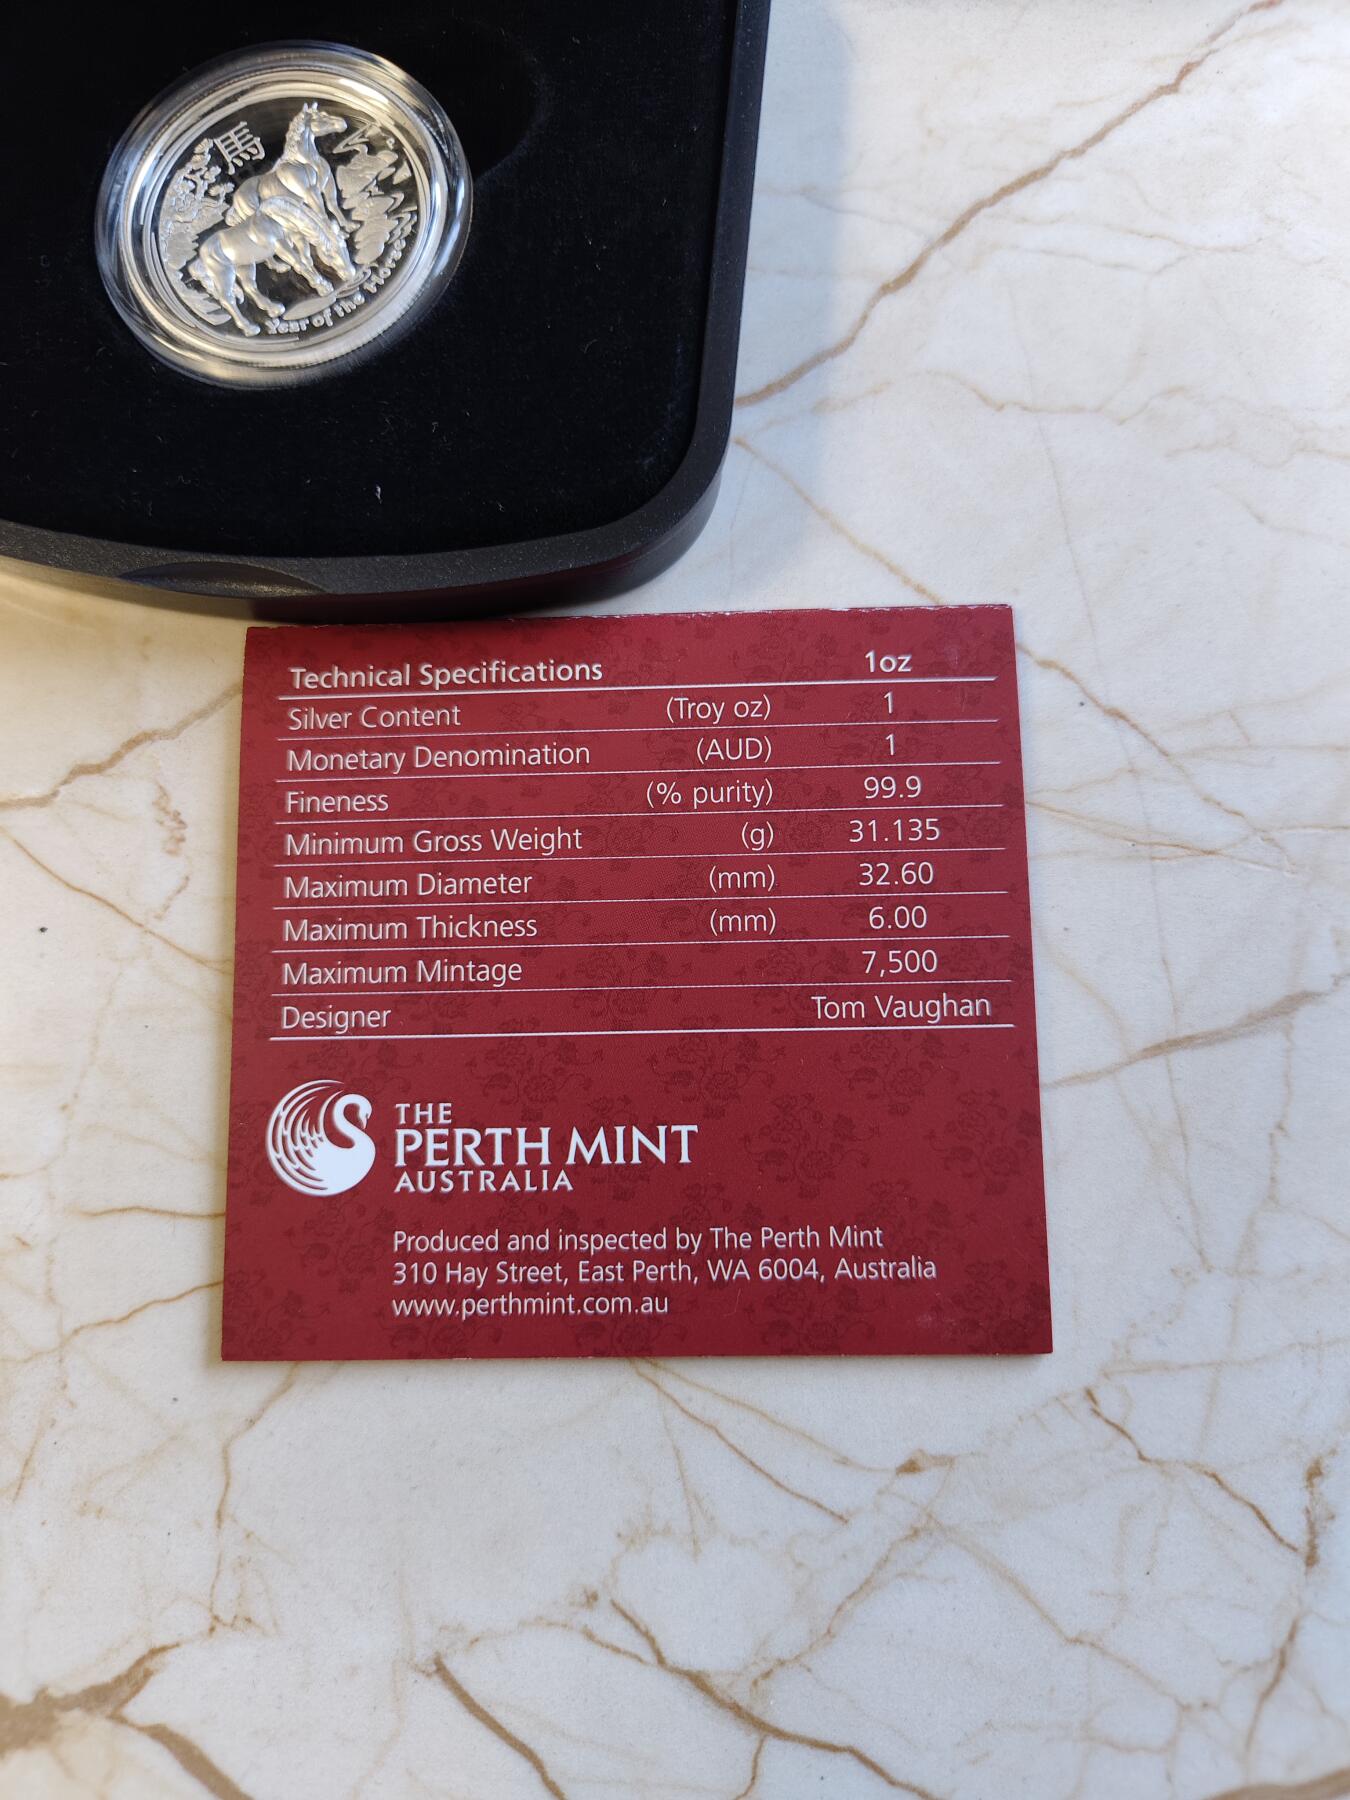 馬
Year of the Horse
Technical Specifications 1oz
Silver Content (Troy oz) 1
Monetary Denomination (AUD) 1
Fineness (% purity) 99.9
Minimum Gross Weight (g) 31.135
Maximum Diameter (mm) 32.60
Maximum Thickness (mm) 6.00
Maximum Mintage 7,500
Designer Tom Vaughan
THE
PERTH MINT
AUSTRALIA
Produced and inspected by The Perth Mint
310 Hay Street, East Perth, WA 6004, Australia
www.perthmint.com.au